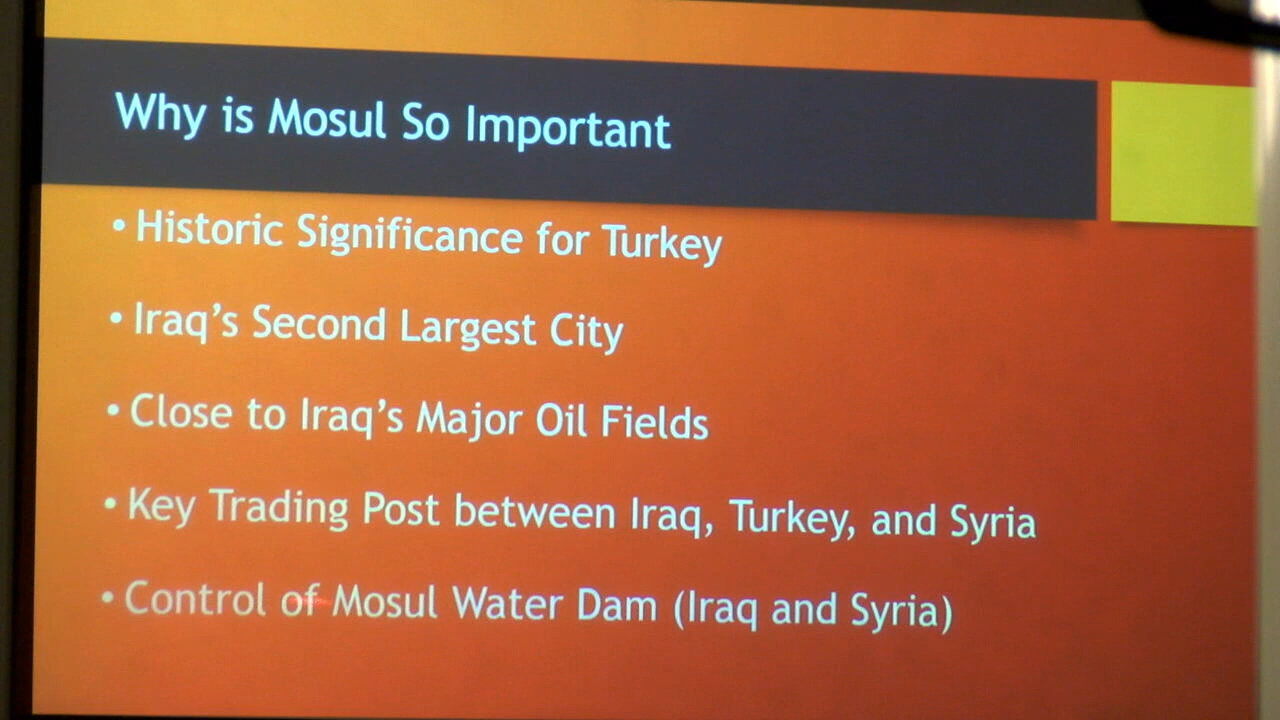 Why is Mosul So Important
• Historic Significance for Turkey
• Iraq's Second Largest City
• Close to Iraq's Major Oil Fields
• Key Trading Post between Iraq, Turkey, and Syria
• Control of Mosul Water Dam (Iraq and Syria)